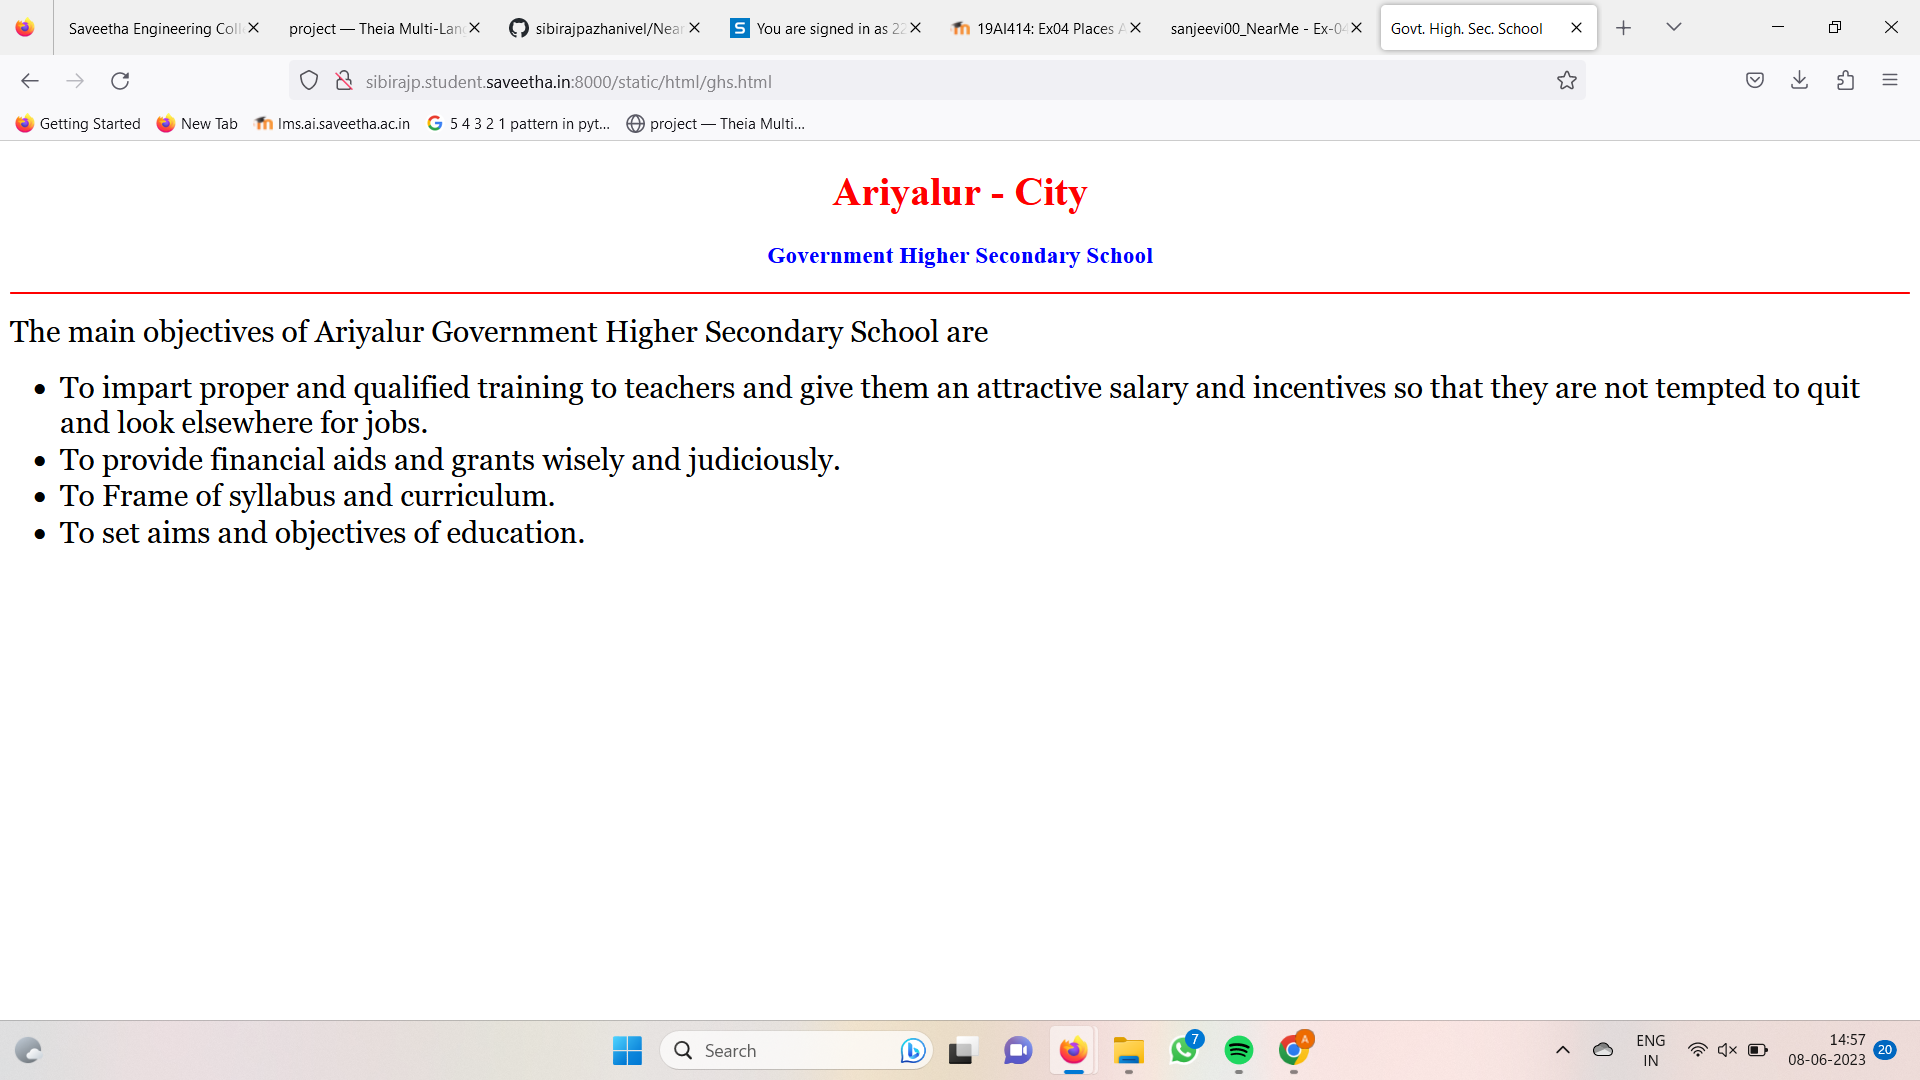 Saveetha Engineering Coll
project — Theia Multi-Lang
sibirajpazhanivel/Near
You are signed in as 22
19AI414: Ex04 Places A
sanjeevi00_NearMe - Ex-04
Govt. High. Sec. School
sibirajp.student.saveetha.in:8000/static/html/ghs.html
Getting Started
New Tab
lms.ai.saveetha.ac.in
5 4 3 2 1 pattern in pyt...
project — Theia Multi...
Ariyalur - City
Government Higher Secondary School
The main objectives of Ariyalur Government Higher Secondary School are
To impart proper and qualified training to teachers and give them an attractive salary and incentives so that they are not tempted to quit
and look elsewhere for jobs.
To provide financial aids and grants wisely and judiciously.
To Frame of syllabus and curriculum.
To set aims and objectives of education.
Search
7
A
ENG
IN
14:57
08-06-2023
20